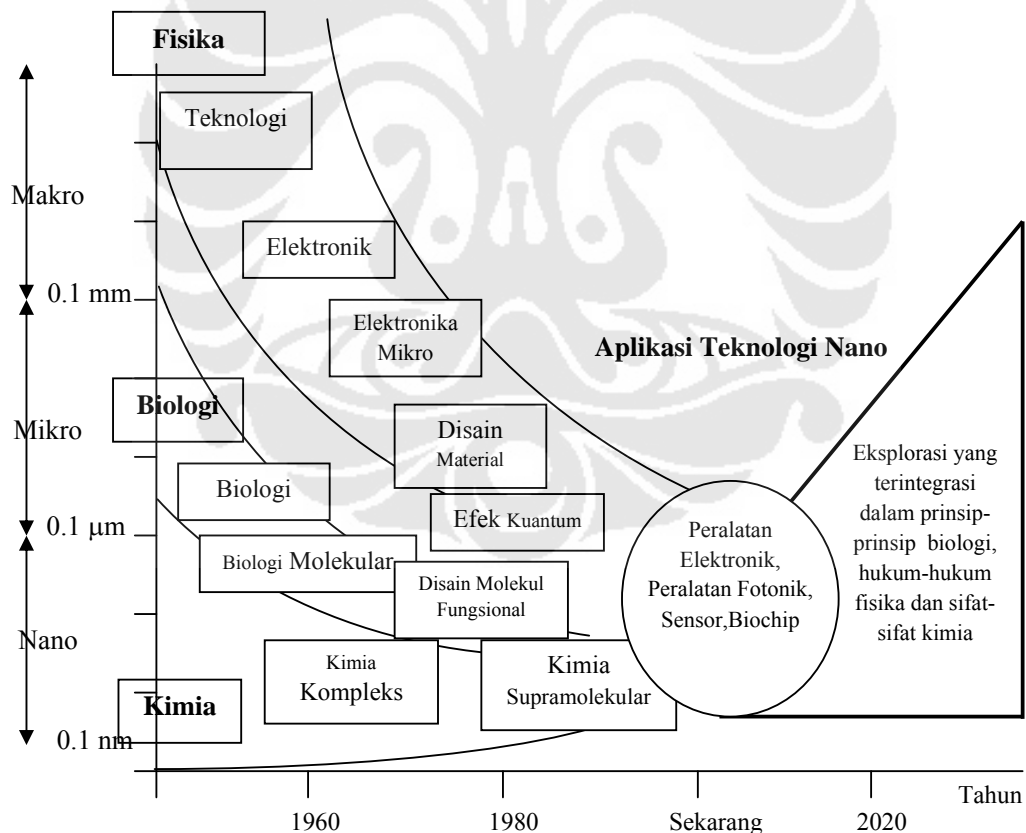 Fisika
Teknologi
Makro
Elektronik
0.1 mm
Elektronika
Mikro
Aplikasi Teknologi Nano
Biologi
Mikro
Disain
Material
Eksplorasi yang
terintegrasi
dalam prinsip-
prinsip biologi,
hukum-hukum
fisika dan sifat-
sifat kimia
Biologi
0.1 μm
Efek Kuantum
Peralatan
Elektronik,
Peralatan Fotonik,
Sensor,Biochip
Biologi Molekular
Disain Molekul
Fungsional
Nano
Kimia
Kompleks
Kimia
Supramolekular
Kimia
0.1 nm
Tahun
1960
1980
Sekarang
2020